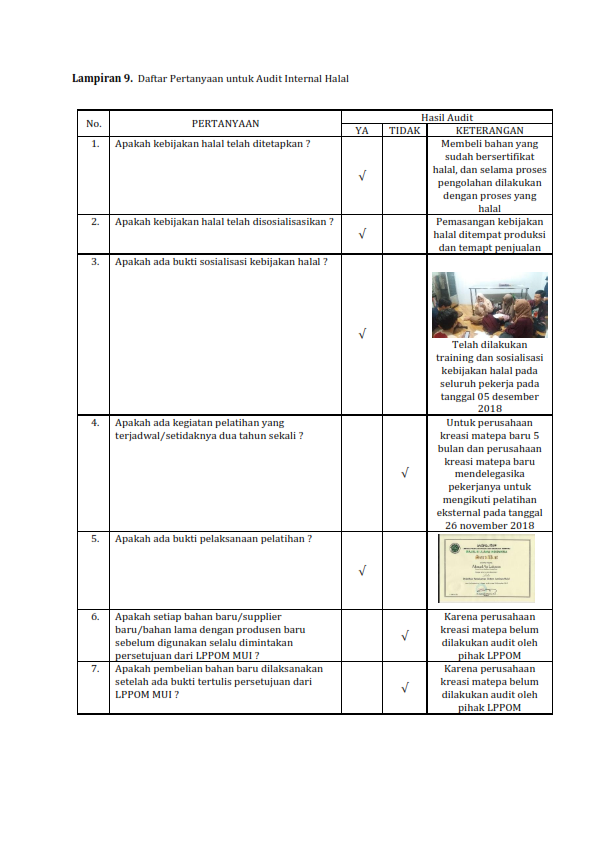 Lampiran 9. Daftar Pertanyaan untuk Audit Internal Halal
No.
PERTANYAAN
Hasil Audit
YA
TIDAK
KETERANGAN
1.
Apakah kebijakan halal telah ditetapkan ?
√
Membeli bahan yang
sudah bersertifikat
halal, dan selama proses
pengolahan dilakukan
dengan proses yang
halal
2.
Apakah kebijakan halal telah disosialisasikan ?
√
Pemasangan kebijakan
halal ditempat produksi
dan temapt penjualan
3.
Apakah ada bukti sosialisasi kebijakan halal ?
√
Telah dilakukan
training dan sosialisasi
kebijakan halal pada
seluruh pekerja pada
tanggal 05 desember
2018
4.
Apakah ada kegiatan pelatihan yang
terjadwal/setidaknya dua tahun sekali ?
√
Untuk perusahaan
kreasi matepa baru 5
bulan dan perusahaan
kreasi matepa baru
mendelegasika
pekerjanya untuk
mengikuti pelatihan
eksternal pada tanggal
26 november 2018
5.
Apakah ada bukti pelaksanaan pelatihan ?
√
6.
Apakah setiap bahan baru/supplier
baru/bahan lama dengan produsen baru
sebelum digunakan selalu dimintakan
persetujuan dari LPPOM MUI ?
√
Karena perusahaan
kreasi matepa belum
dilakukan audit oleh
pihak LPPOM
7.
Apakah pembelian bahan baru dilaksanakan
setelah ada bukti tertulis persetujuan dari
LPPOM MUI ?
√
Karena perusahaan
kreasi matepa belum
dilakukan audit oleh
pihak LPPOM